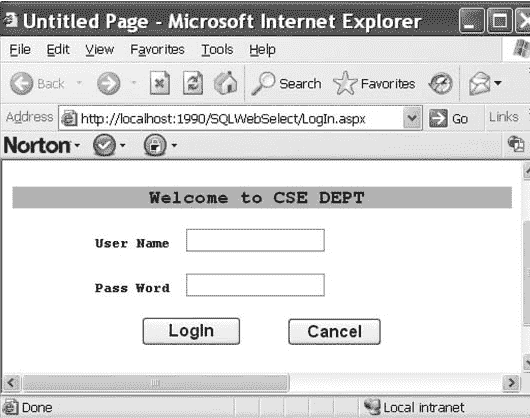 Untitled Page - Microsoft Internet Explorer
File Edit View Favorites Tools Help
Back Search Favorites
Address http://localhost:1990/SQLWebSelect/LogIn.aspx Go Links
Norton
Welcome to CSE DEPT
User Name
Pass Word
LogIn Cancel
Done Local intranet